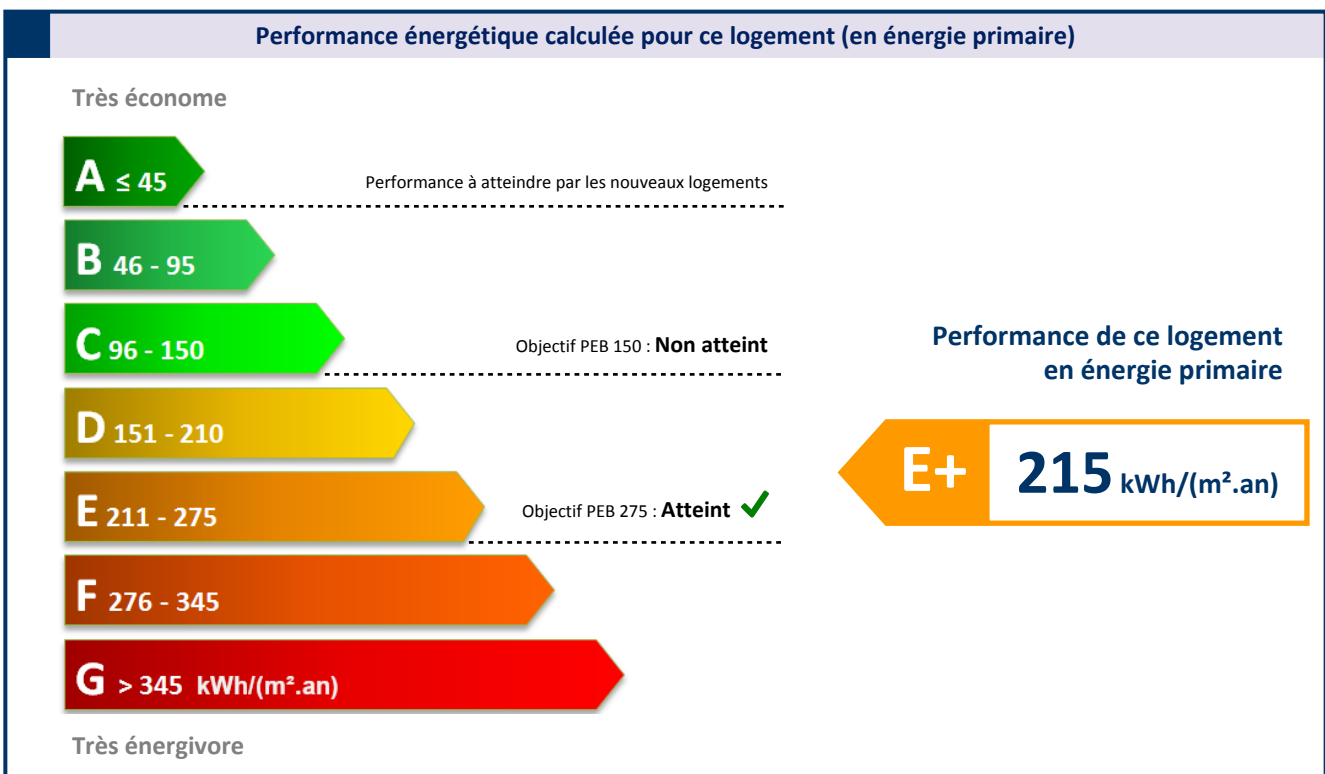 Performance énergétique calculée pour ce logement (en énergie primaire)
Très économe
A ≤ 45
Performance à atteindre par les nouveaux logements
B 46 - 95
C 96 - 150
Objectif PEB 150 : Non atteint
D 151 - 210
E 211 - 275
Objectif PEB 275 : Atteint ✓
F 276 - 345
G > 345 kWh/(m².an)
Très énergivore
Performance de ce logement
en énergie primaire
E+ 215 kWh/(m².an)